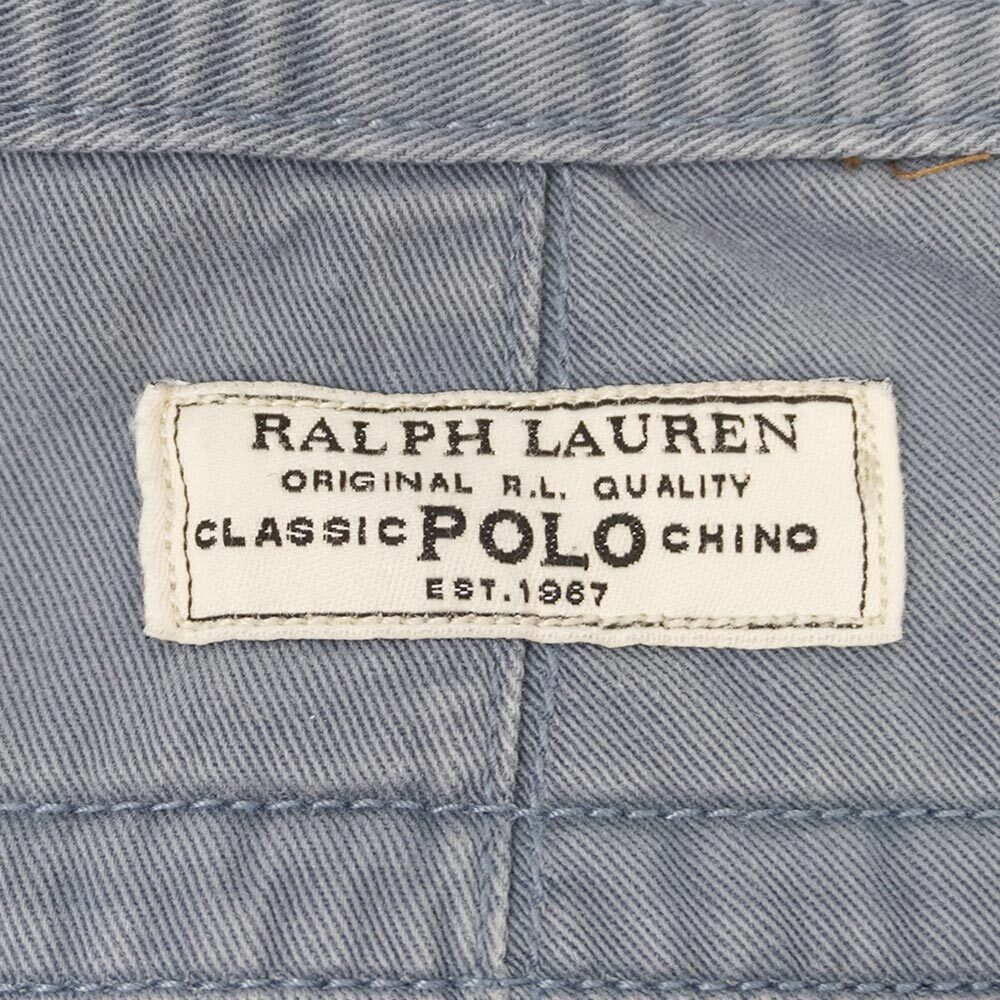 RALPH LAUREN
ORIGINAL R.L. QUALITY
CLASSIC POLO CHINO
EST.1967